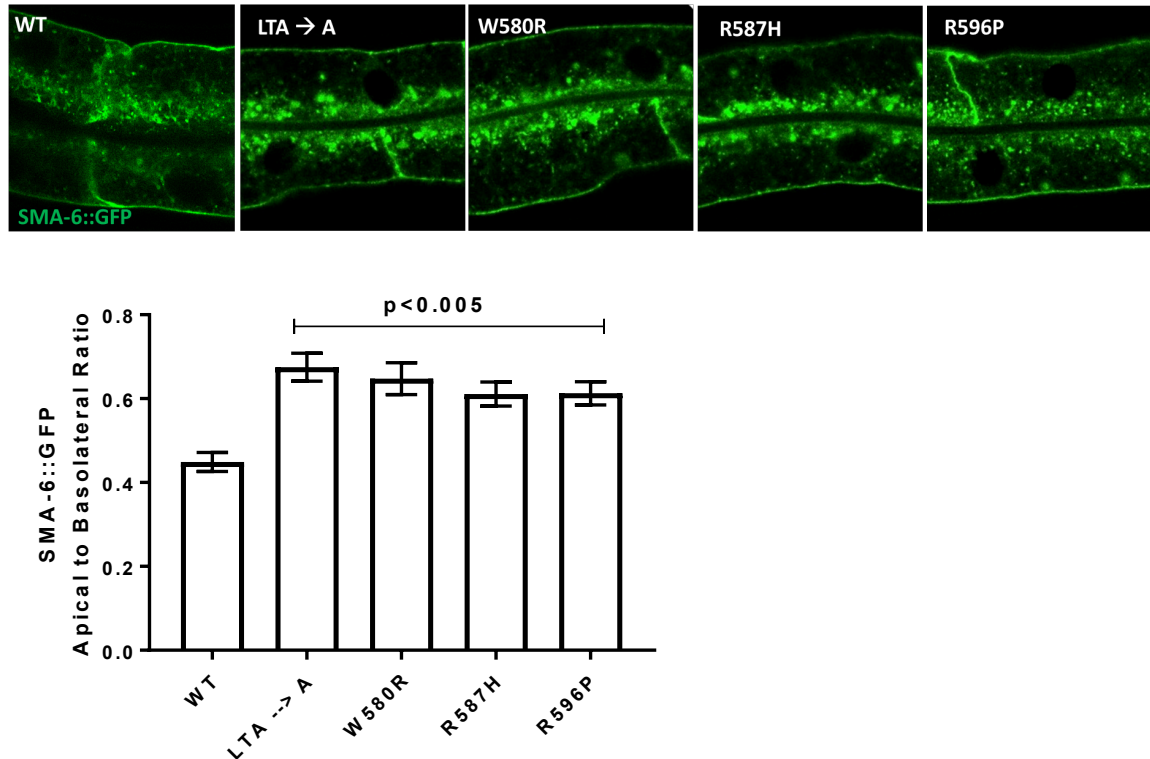 WT
LTA → A
W580R
R587H
R596P
SMA-6::GFP
p<0.005
SMA-6::GFP
Apical to Basolateral Ratio
0.8
0.6
0.4
0.2
0.0
WT
LTA --> A
W580R
R587H
R596P